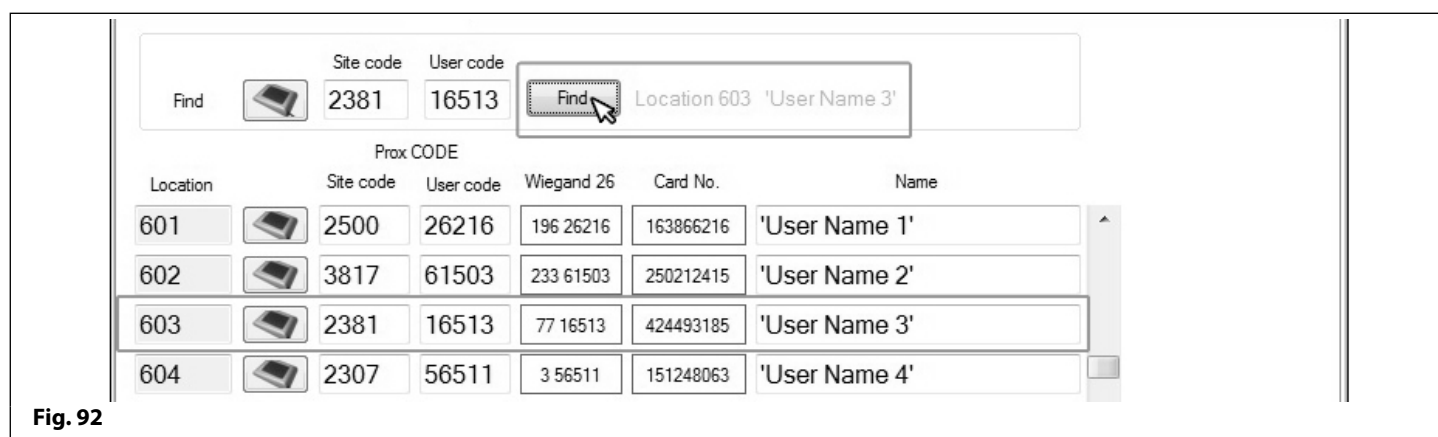 Site code User code
Find 2381 16513 Find Location 603 'User Name 3'
Prox CODE
Location Site code User code Wiegand 26 Card No. Name
601 2500 26216 196 26216 163866216 'User Name 1'
602 3817 61503 233 61503 250212415 'User Name 2'
603 2381 16513 77 16513 424493185 'User Name 3'
604 2307 56511 3 56511 151248063 'User Name 4'
Fig. 92